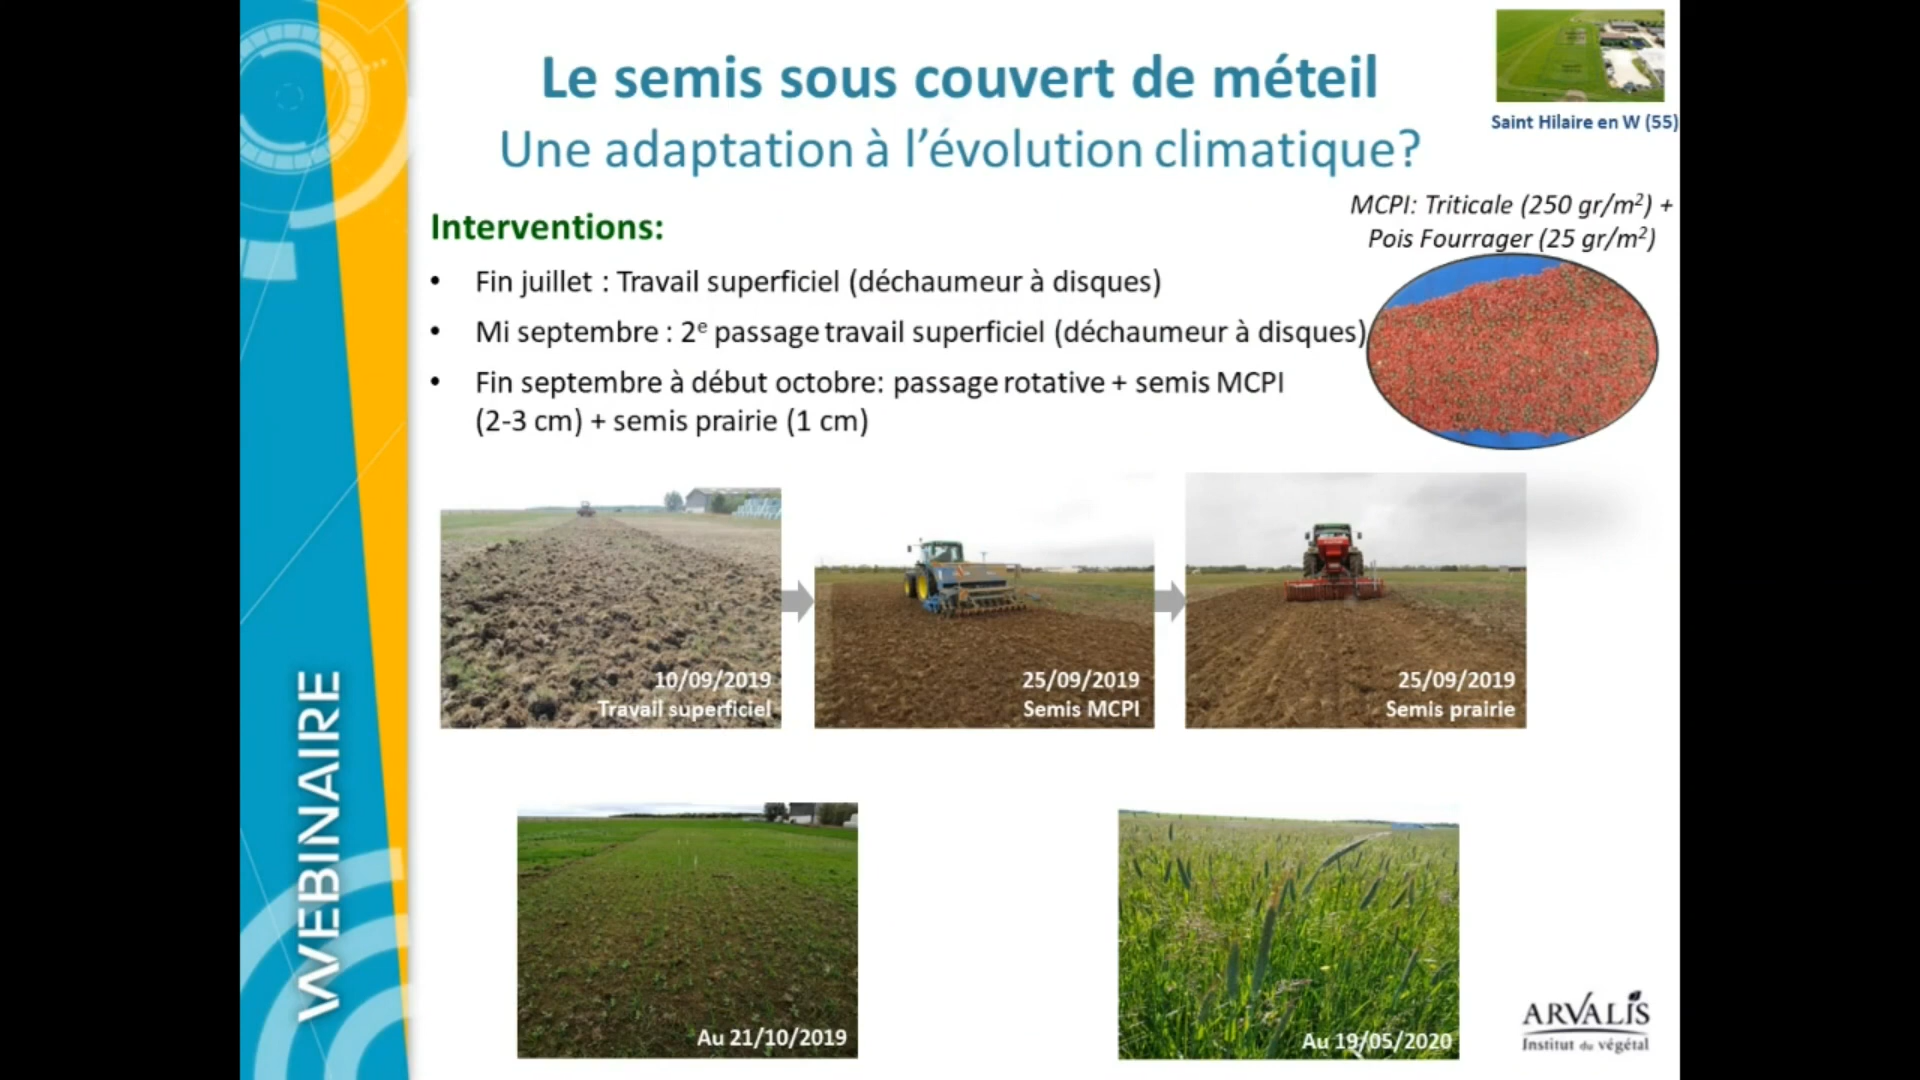 Le semis sous couvert de méteil
Une adaptation à l’évolution climatique?
Saint Hilaire en W (55)
MCPI: Triticale (250 gr/m²) +
Pois Fourrager (25 gr/m²)
Interventions:
• Fin juillet : Travail superficiel (déchaumeur à disques)
• Mi septembre : 2ᵉ passage travail superficiel (déchaumeur à disques)
• Fin septembre à début octobre: passage rotative + semis MCPI
(2-3 cm) + semis prairie (1 cm)
10/09/2019
Travail superficiel
25/09/2019
Semis MCPI
25/09/2019
Semis prairie
Au 21/10/2019
Au 19/05/2020
WEBINAIRE
ARVALIS
Institut du végétal